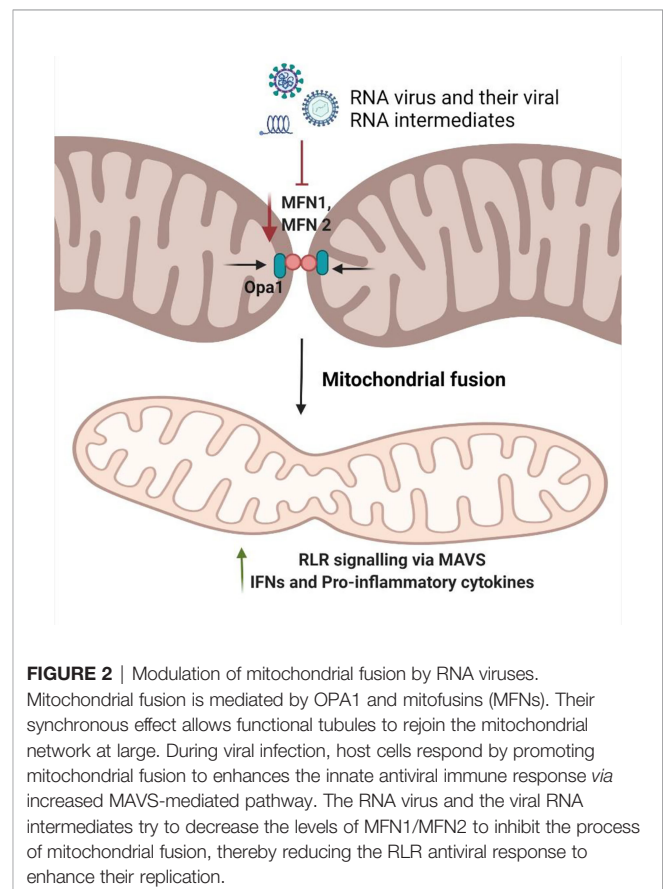 RNA virus and their viral
RNA intermediates
MFN1,
MFN 2
Opa1
Mitochondrial fusion
RLR signalling via MAVS
IFNs and Pro-inflammatory cytokines
FIGURE 2 | Modulation of mitochondrial fusion by RNA viruses.
Mitochondrial fusion is mediated by OPA1 and mitofusins (MFNs). Their
synchronous effect allows functional tubules to rejoin the mitochondrial
network at large. During viral infection, host cells respond by promoting
mitochondrial fusion to enhances the innate antiviral immune response via
increased MAVS-mediated pathway. The RNA virus and the viral RNA
intermediates try to decrease the levels of MFN1/MFN2 to inhibit the process
of mitochondrial fusion, thereby reducing the RLR antiviral response to
enhance their replication.